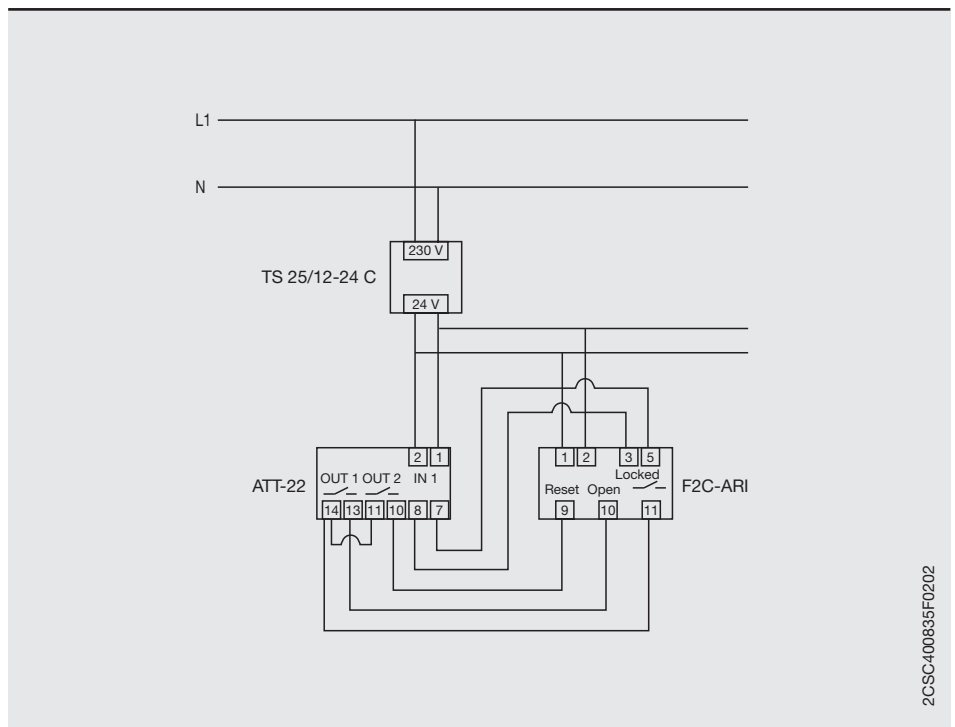 L1
N
230 V
TS 25/12-24 C
24 V
2 1
1 2 3 5
OUT 1 OUT 2 IN 1
Locked
ATT-22
Reset Open
F2C-ARI
14 13 11 10 8 7
9 10 11
2CSC400835F0202